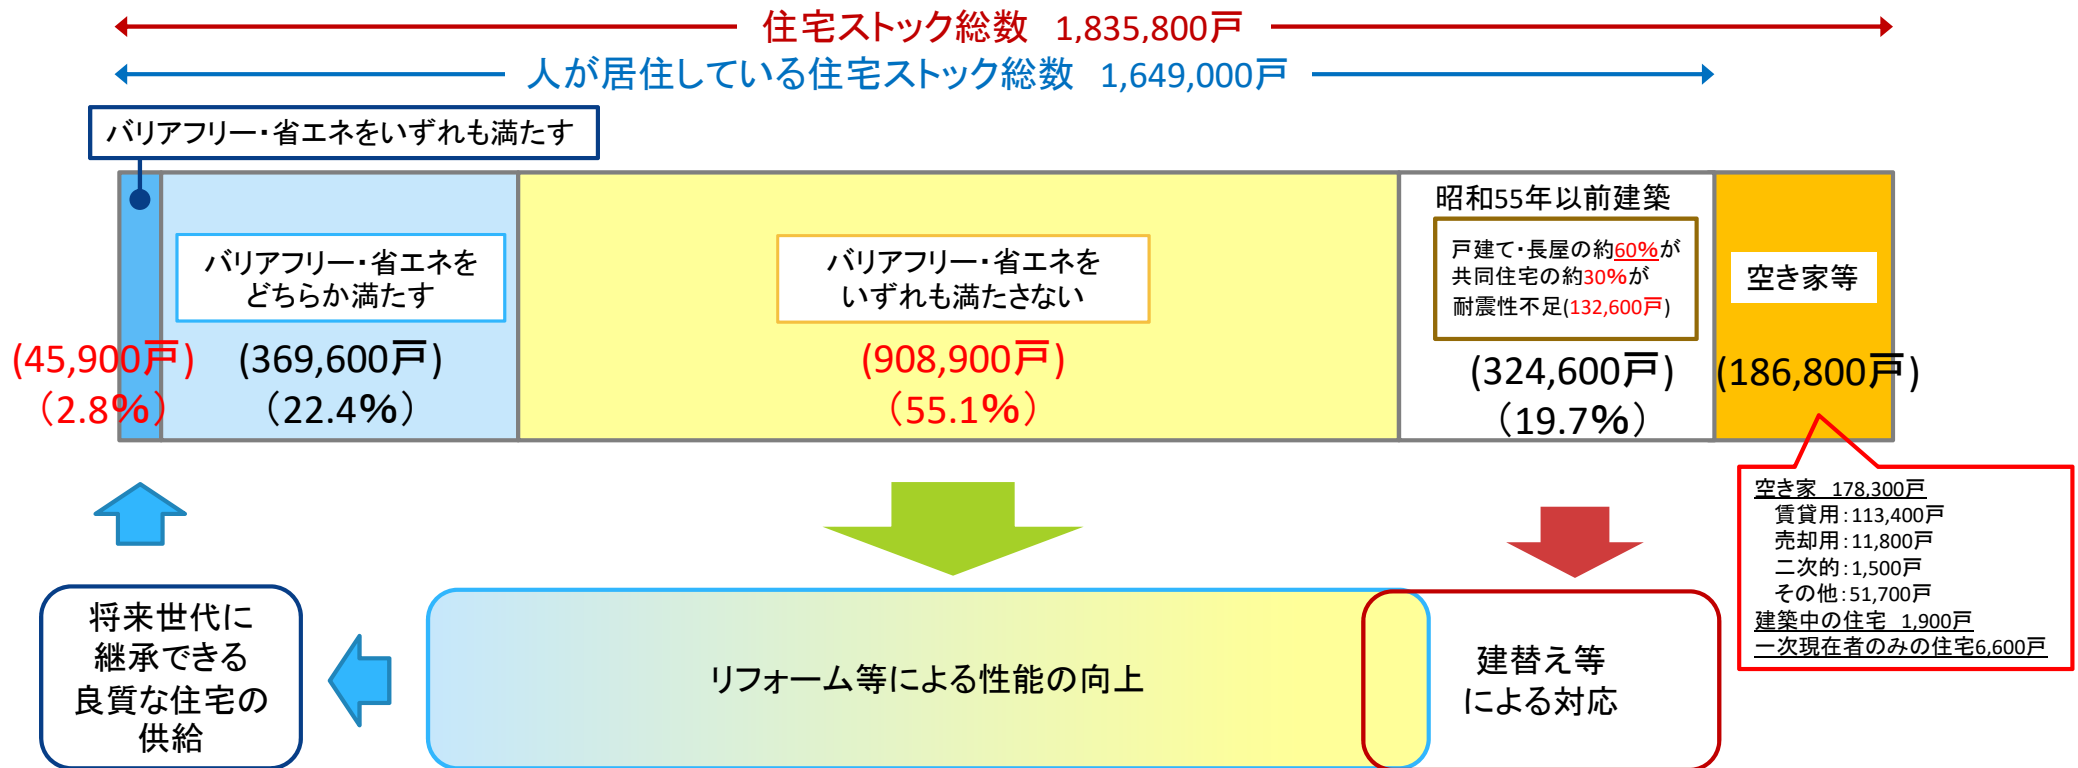 住宅ストック総数 1,835,800戸
人が居住している住宅ストック総数 1,649,000戸
バリアフリー・省エネをいずれも満たす
バリアフリー・省エネを
どちらか満たす
バリアフリー・省エネを
いずれも満たさない
昭和55年以前建築
戸建て・長屋の約60%が
共同住宅の約30%が
耐震性不足(132,600戸)
空き家等
(45,900戸)
（2.8%）
(369,600戸)
（22.4%）
(908,900戸)
（55.1%）
(324,600戸)
（19.7%）
(186,800戸)
空き家 178,300戸
賃貸用：113,400戸
売却用：11,800戸
二次的：1,500戸
その他：51,700戸
建築中の住宅 1,900戸
一次現在者のみの住宅6,600戸
将来世代に
継承できる
良質な住宅の
供給
リフォーム等による性能の向上
建替え等
による対応